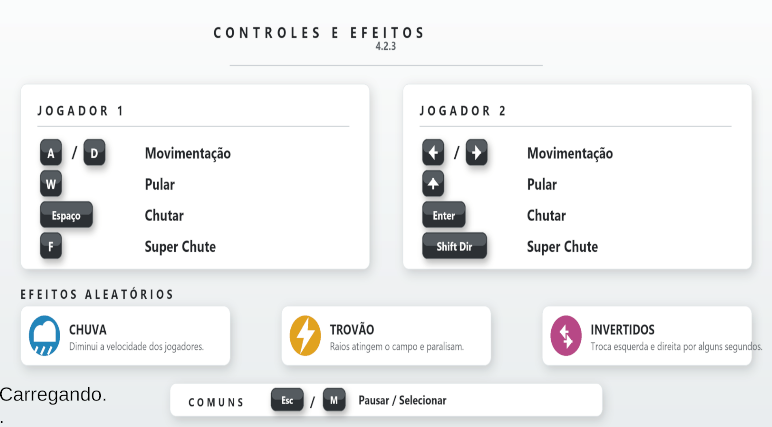 CONTROLES E EFEITOS
4.2.3
JOGADOR 1
A / D Movimentação
W Pular
Espaço Chutar
F Super Chute
JOGADOR 2
/ Movimentação
Pular
Enter Chutar
Shift Dir Super Chute
EFEITOS ALEATÓRIOS
CHUVA
Diminui a velocidade dos jogadores.
TROVÃO
Raios atingem o campo e paralisam.
INVERTIDOS
Troca esquerda e direita por alguns segundos.
Carregando.
.
COMUNS Esc / M Pausar / Selecionar